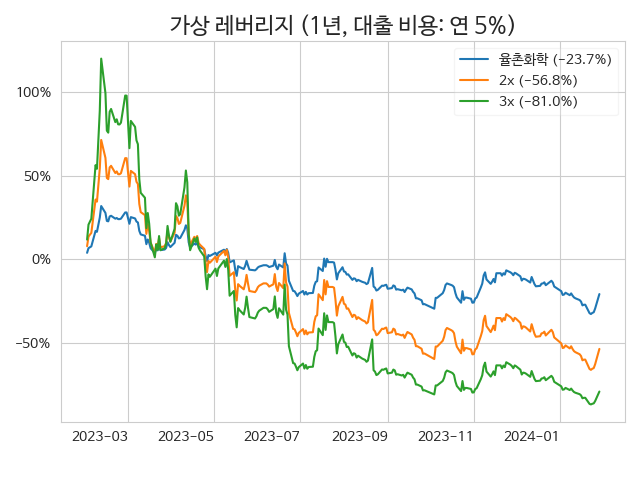 가상 레버리지 (1년, 대출 비용: 연 5%)
율촌화학 (-23.7%)
2x (-56.8%)
3x (-81.0%)
100%
50%
0%
−50%
2023-03
2023-05
2023-07
2023-09
2023-11
2024-01